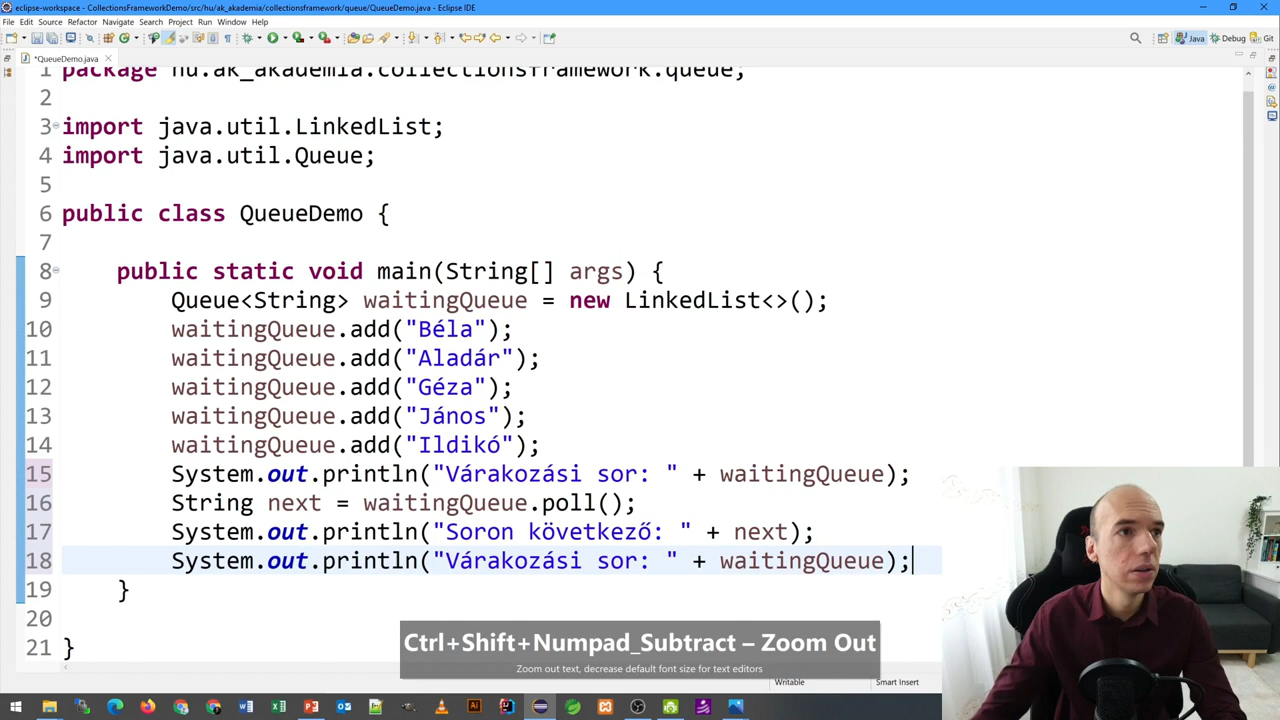 eclipse-workspace - CollectionsFrameworkDemo/src/hu/ak_akademia/collectionsframework/queue/QueueDemo.java - Eclipse IDE
File Edit Source Refactor Navigate Search Project Run Window Help
Java Debug Git
*QueueDemo.java
1 package hu.ak_akademia.collectionsframework.queue;
2
3 import java.util.LinkedList;
4 import java.util.Queue;
5
6 public class QueueDemo {
7
8 public static void main(String[] args) {
9 Queue<String> waitingQueue = new LinkedList<>();
10 waitingQueue.add("Béla");
11 waitingQueue.add("Aladár");
12 waitingQueue.add("Géza");
13 waitingQueue.add("János");
14 waitingQueue.add("Ildikó");
15 System.out.println("Várakozási sor: " + waitingQueue);
16 String next = waitingQueue.poll();
17 System.out.println("Soron következő: " + next);
18 System.out.println("Várakozási sor: " + waitingQueue);
19 }
20
21 }
Ctrl+Shift+Numpad_Subtract – Zoom Out
Zoom out text, decrease default font size for text editors
Writable Smart Insert